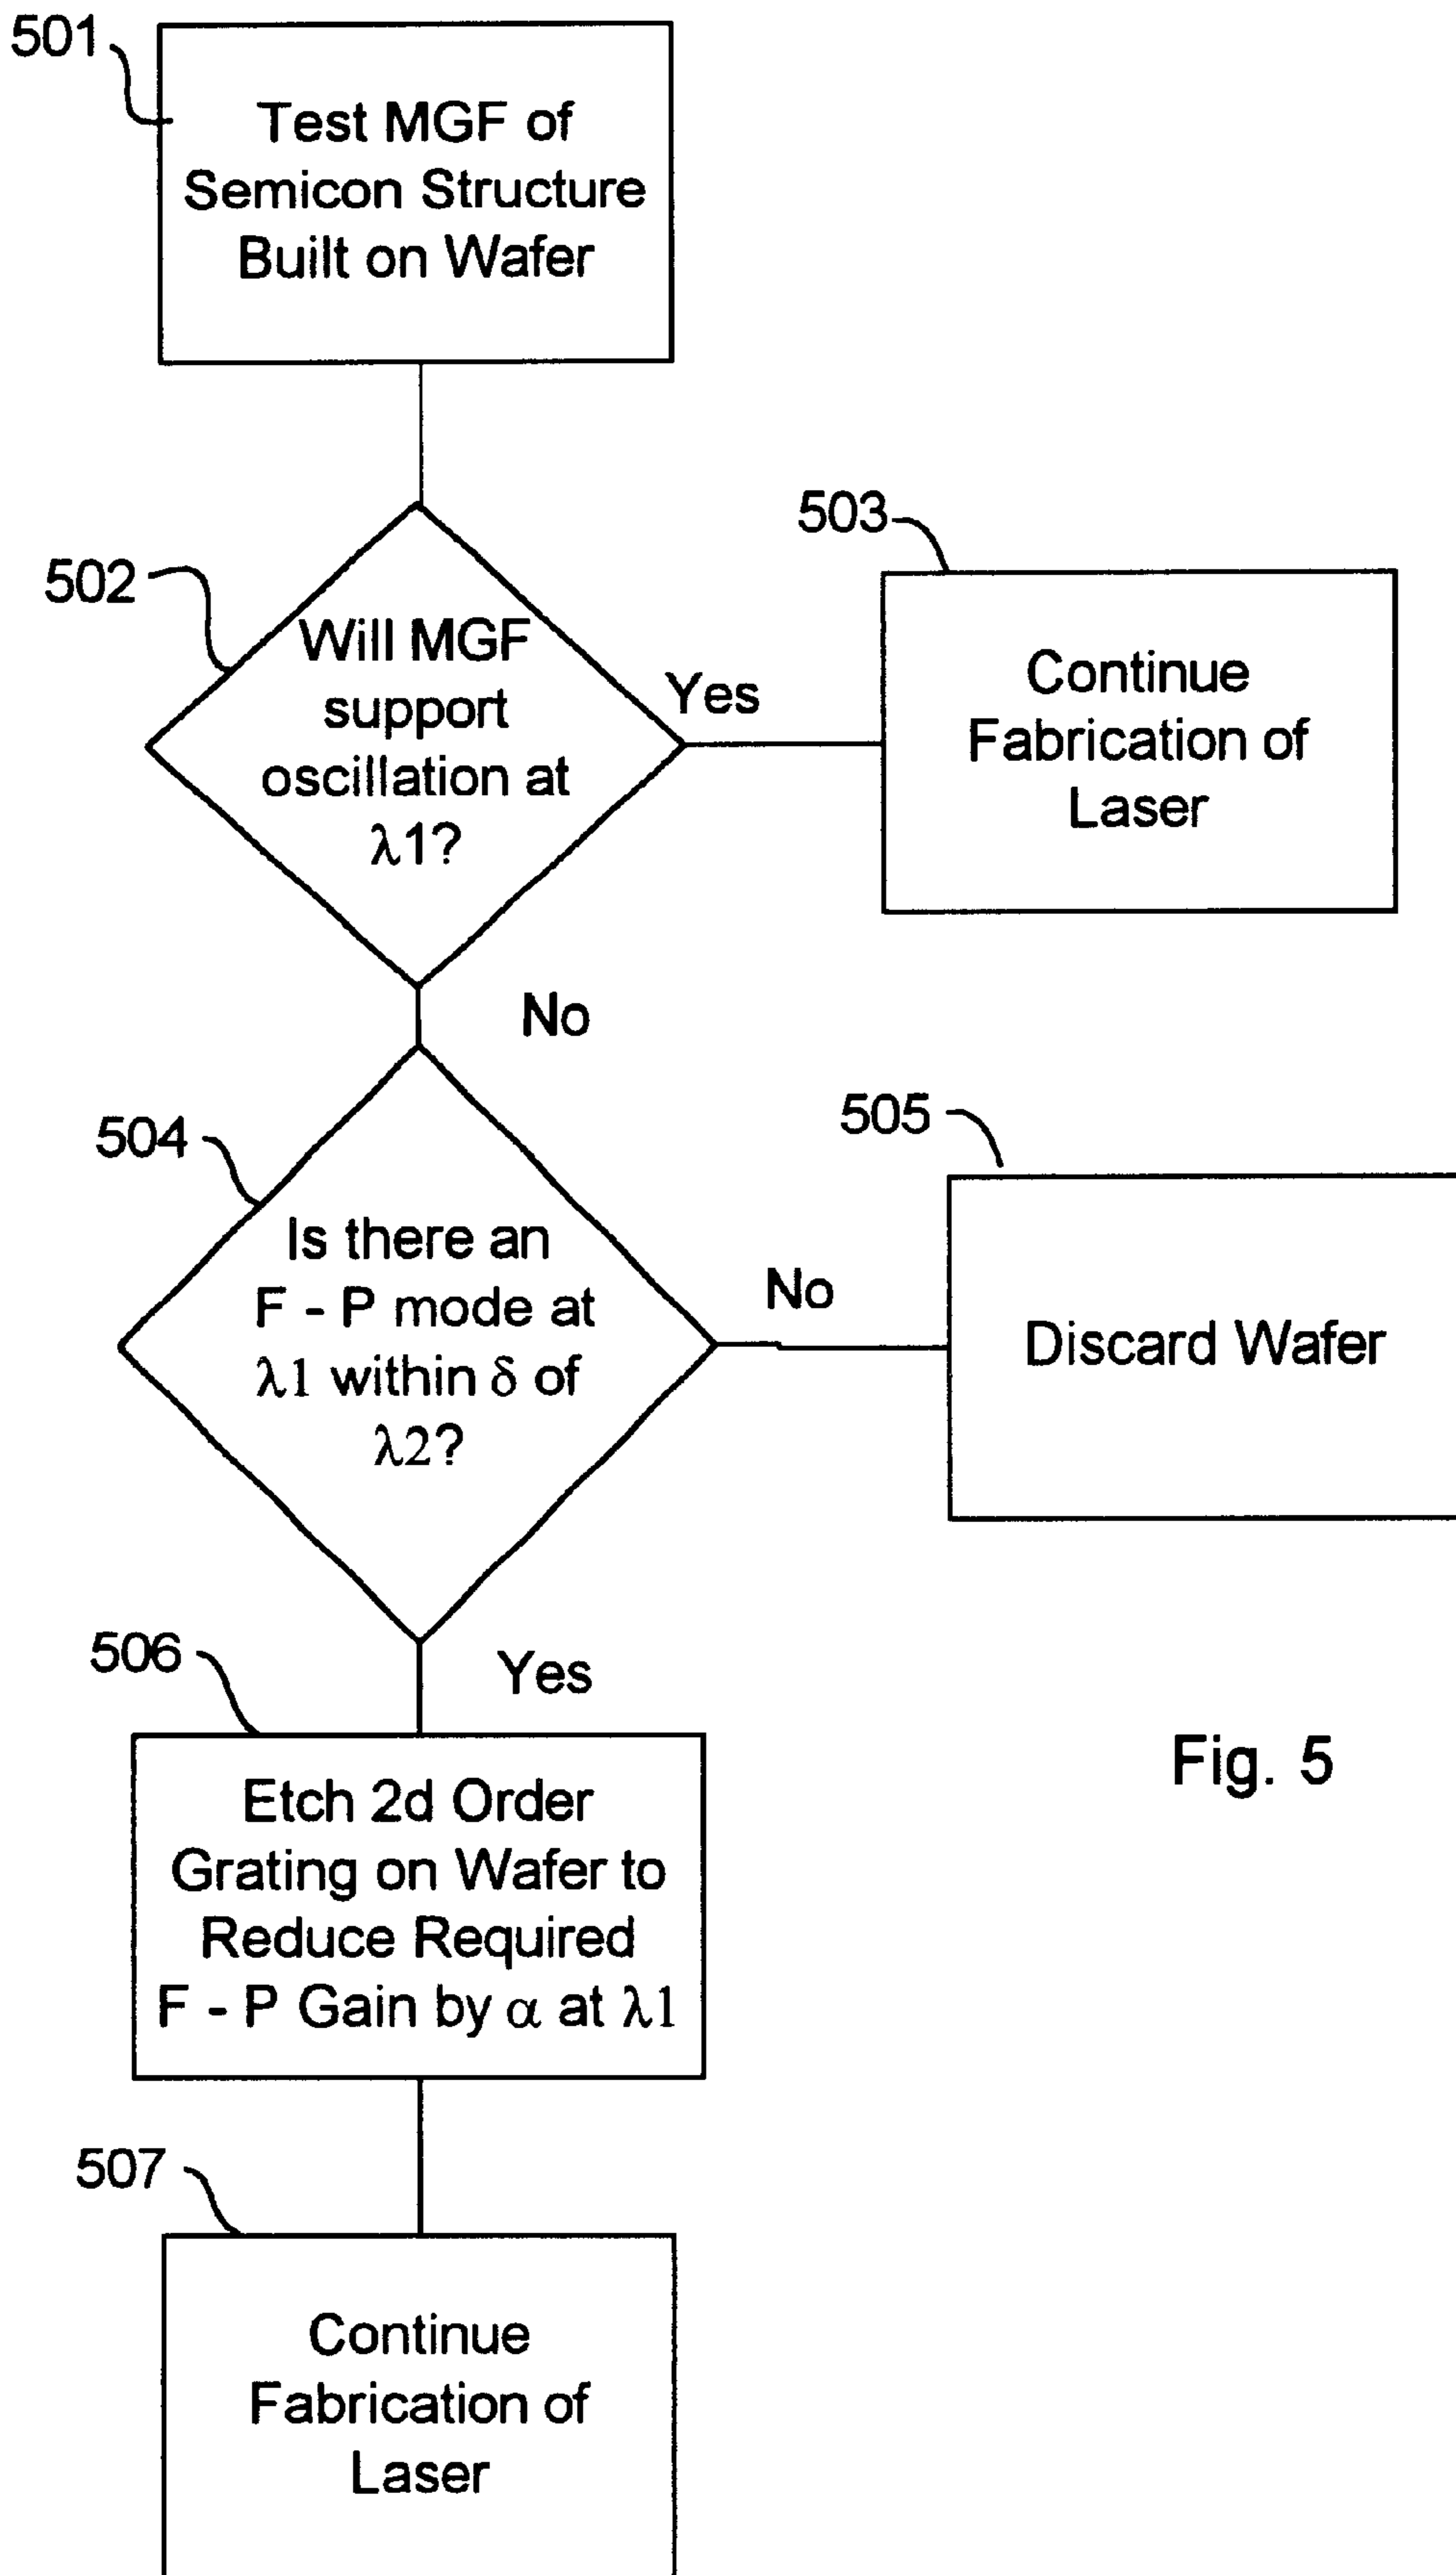 501
Test MGF of
Semicon Structure
Built on Wafer
502
Will MGF
support
oscillation at
λ1?
Yes
503
Continue
Fabrication of
Laser
No
504
Is there an
F - P mode at
λ1 within δ of
λ2?
No
505
Discard Wafer
Yes
506
Etch 2d Order
Grating on Wafer to
Reduce Required
F - P Gain by α at λ1
Fig. 5
507
Continue
Fabrication of
Laser